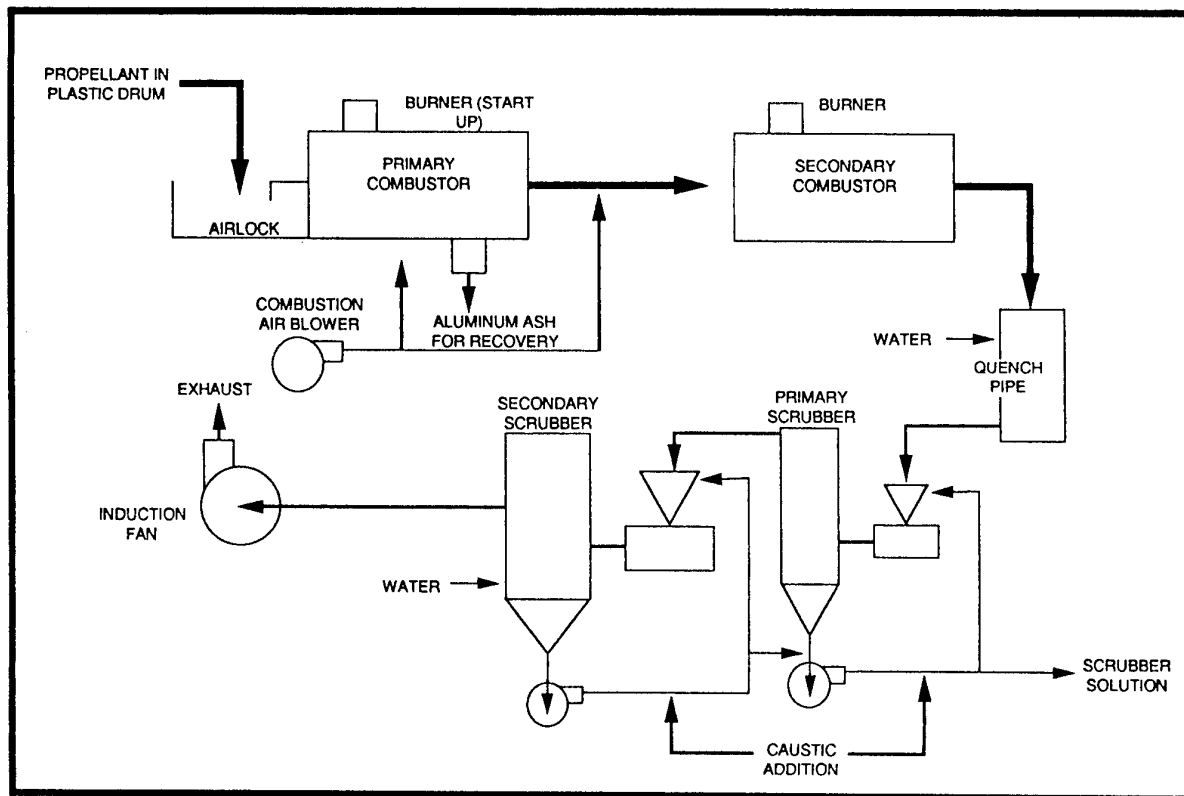 PROPELLANT IN
PLASTIC DRUM
BURNER (START
UP)
BURNER
PRIMARY
COMBUSTOR
SECONDARY
COMBUSTOR
AIRLOCK
COMBUSTION
AIR BLOWER
ALUMINUM ASH
FOR RECOVERY
WATER
QUENCH
PIPE
EXHAUST
SECONDARY
SCRUBBER
PRIMARY
SCRUBBER
INDUCTION
FAN
WATER
SCRUBBER
SOLUTION
CAUSTIC
ADDITION